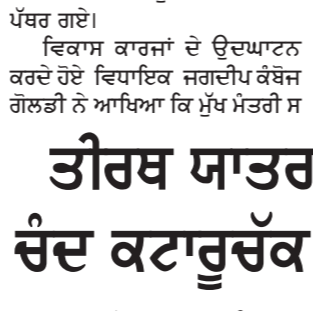 ਪੱਥਰ ਗਏ।
ਵਿਕਾਸ ਕਾਰਜਾਂ ਦੇ ਉਦਘਾਟਨ
ਕਰਦੇ ਹੋਏ ਵਿਧਾਇਕ ਜਗਦੀਪ ਕੰਬੋਜ
ਗੋਲਡੀ ਨੇ ਆਖਿਆ ਕਿ ਮੁੱਖ ਮੰਤਰੀ ਸ
ਤੀਰਥ ਯਾਤਰ
ਚੰਦ ਕਟਾਰੂਚੱਕ